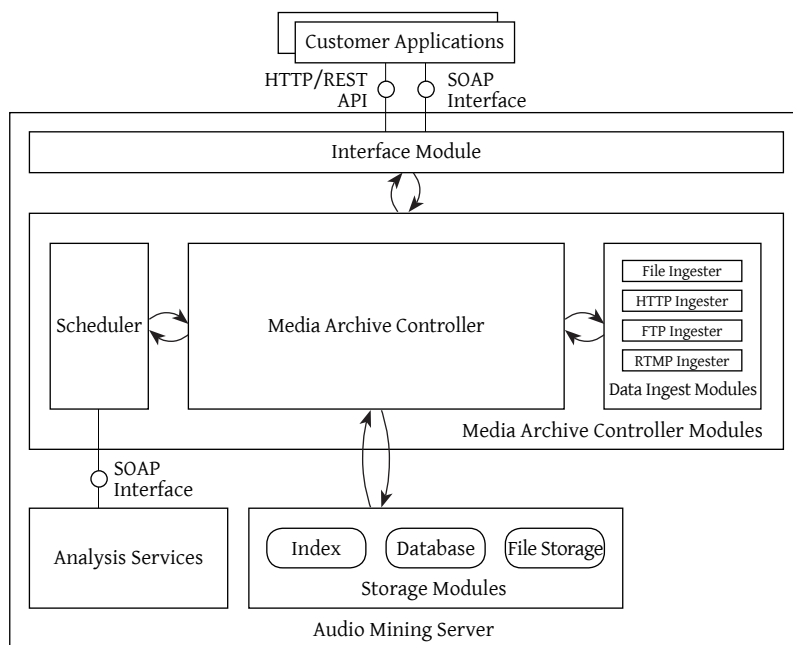 Customer Applications
HTTP/REST
API
SOAP
Interface
Interface Module
Scheduler
Media Archive Controller
File Ingester
HTTP Ingester
FTP Ingester
RTMP Ingester
Data Ingest Modules
Media Archive Controller Modules
SOAP
Interface
Analysis Services
Index
Database
File Storage
Storage Modules
Audio Mining Server